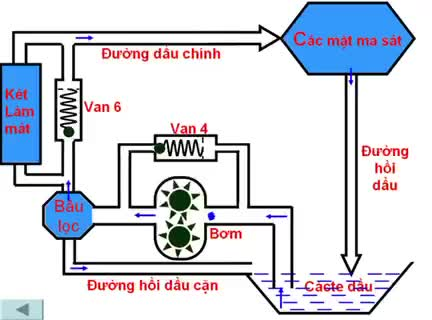 Đường dầu chính
Các mặt ma sát
Két
Làm
mát
Van 6
Van 4
Đường
hồi
dầu
Bầu
lọc
Bơm
Đường hồi dầu cặn
Cácte dầu